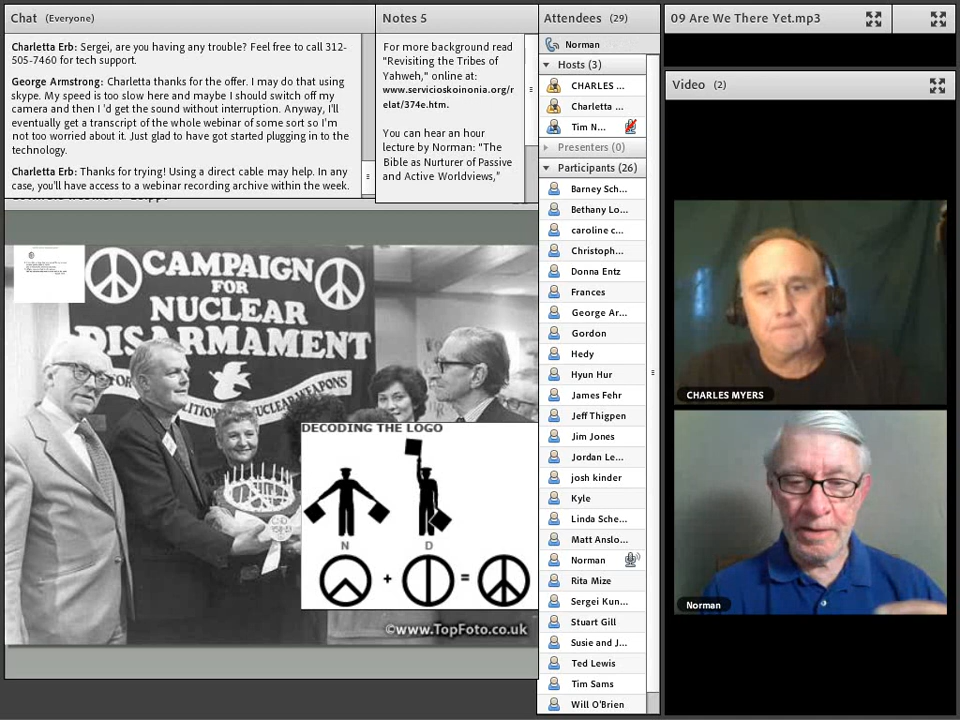 Chat (Everyone)
Charletta Erb: Sergei, are you having any trouble? Feel free to call 312-
505-7460 for tech support.
George Armstrong: Charletta thanks for the offer. I may do that using
skype. My speed is too slow here and maybe I should switch off my
camera and then I 'd get the sound without interruption. Anyway, I'll
eventually get a transcript of the whole webinar of some sort so I'm
not too worried about it. Just glad to have got started plugging in to the
technology.
Charletta Erb: Thanks for trying! Using a direct cable may help. In any
case, you'll have access to a webinar recording archive within the week.
Notes 5
For more background read
"Revisiting the Tribes of
Yahweh," online at:
www.servicioskoinonia.org/r
elat/374e.htm.
You can hear an hour
lecture by Norman: "The
Bible as Nurturer of Passive
and Active Worldviews,"
Attendees (29)
Norman
Hosts (3)
CHARLES ...
Charletta ...
Tim N...
Presenters (0)
Participants (26)
Barney Sch...
Bethany Lo...
caroline c...
Christoph...
Donna Entz
Frances
George Ar...
Gordon
Hedy
Hyun Hur
James Fehr
Jeff Thigpen
Jim Jones
Jordan Le...
josh kinder
Kyle
Linda Sche...
Matt Anslo...
Norman
Rita Mize
Sergei Kun...
Stuart Gill
Susie and J...
Ted Lewis
Tim Sams
Will O'Brien
09 Are We There Yet.mp3
Video (2)
CHARLES MYERS
Norman
CAMPAIGN
FOR
NUCLEAR
DISARMAMENT
NUCLEAR WEAPONS
DECODING THE LOGO
N D
+ =
©www.TopFoto.co.uk